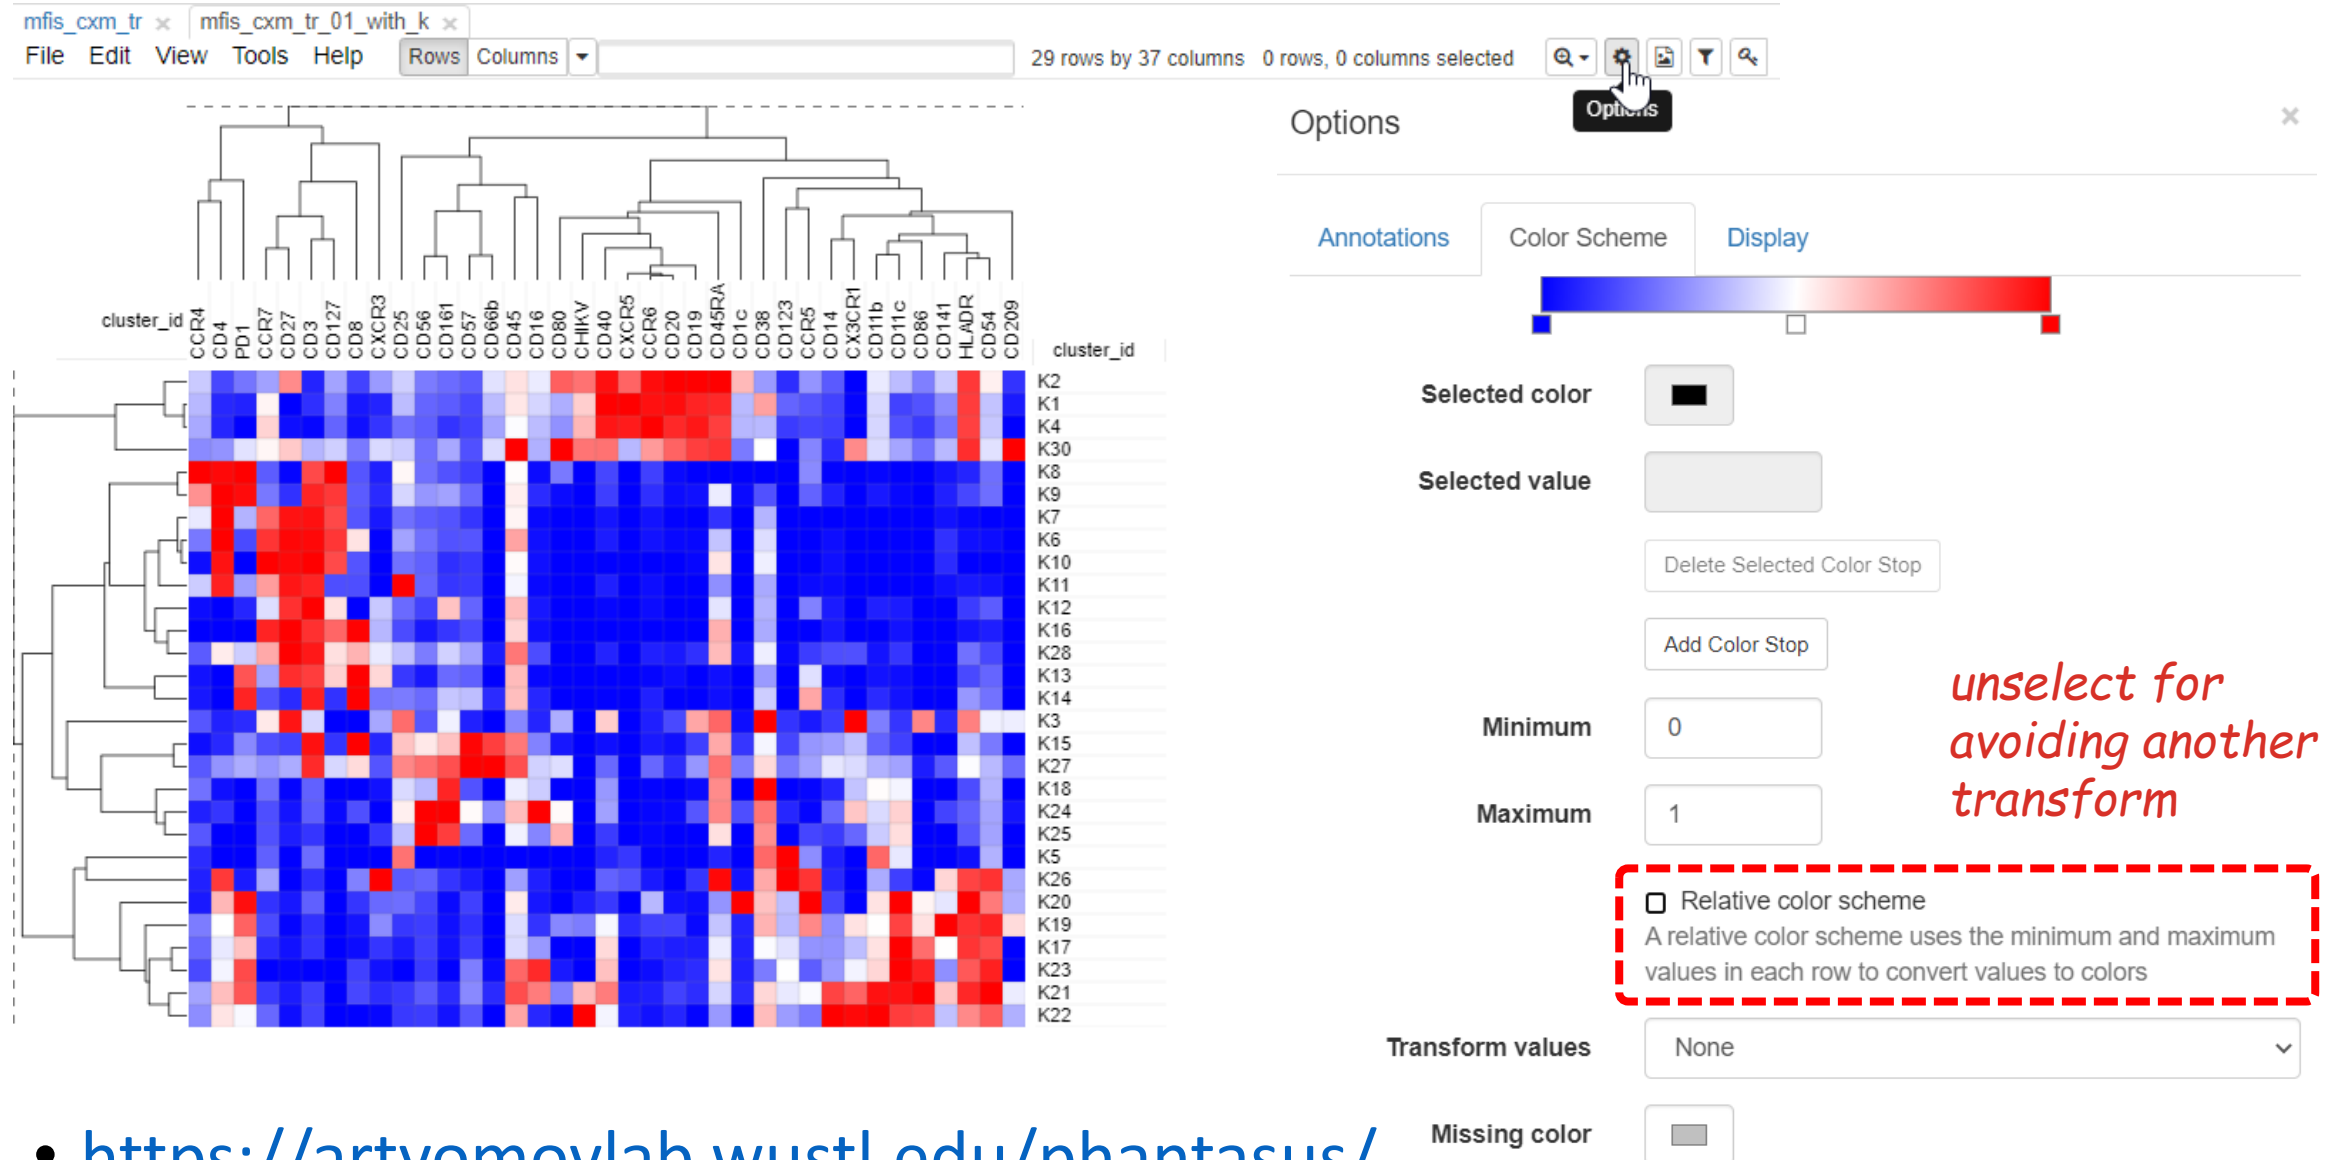 mfis_cxm_tr × mfis_cxm_tr_01_with_k ×
File Edit View Tools Help Rows Columns 29 rows by 37 columns 0 rows, 0 columns selected
Options
Options ×
Annotations Color Scheme Display
cluster_id CCR4 CD4 PD1 CCR7 CD27 CD3 CD127 CD8 CXCR3 CD25 CD56 CD161 CD57 CD66b CD45 CD16 CD80 CHIKV CD40 CXCR5 CCR6 CD20 CD19 CD45RA CD1c CD38 CD123 CCR5 CD14 CX3CR1 CD11b CD11c CD86 CD141 HLADR CD54 CD209 cluster_id
K2
K1
K4
K30
K8
K9
K7
K6
K10
K11
K12
K16
K28
K13
K14
K3
K15
K27
K18
K24
K25
K5
K26
K20
K19
K17
K23
K21
K22
Selected color
Selected value
Delete Selected Color Stop
Add Color Stop
Minimum 0
Maximum 1
unselect for
avoiding another
transform
Relative color scheme
A relative color scheme uses the minimum and maximum
values in each row to convert values to colors
Transform values None
Missing color
• https://artyomovlab.wustl.edu/phantasus/